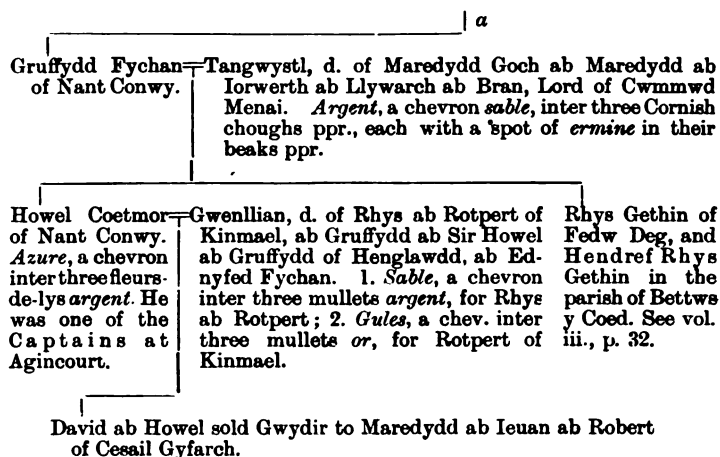 a
Gruffydd Fychan=Tangwystl, d. of Maredydd Goch ab Maredydd ab
of Nant Conwy.
Iorwerth ab Llywarch ab Bran, Lord of Cwmmwd
Menai. Argent, a chevron sable, inter three Cornish
choughs ppr., each with a spot of ermine in their
beaks ppr.
Howel Coetmor=
of Nant Conwy.
Azure, a chevron
inter three fleurs-
de-lys argent. He
was one of the
Captains at
Agincourt.
Gwenllian, d. of Rhys ab Rotpert of
Kinmael, ab Gruffydd ab Sir Howel
ab Gruffydd of Henglawdd, ab Ed-
nyfed Fychan. 1. Sable, a chevron
inter three mullets argent, for Rhys
ab Rotpert; 2. Gules, a chev. inter
three mullets or, for Rotpert of
Kinmael.
Rhys Gethin of
Fedw Deg, and
Hendref Rhys
Gethin in the
parish of Bettws
y Coed. See vol.
iii., p. 32.
David ab Howel sold Gwydir to Maredydd ab Ieuan ab Robert
of Cesail Gyfarch.